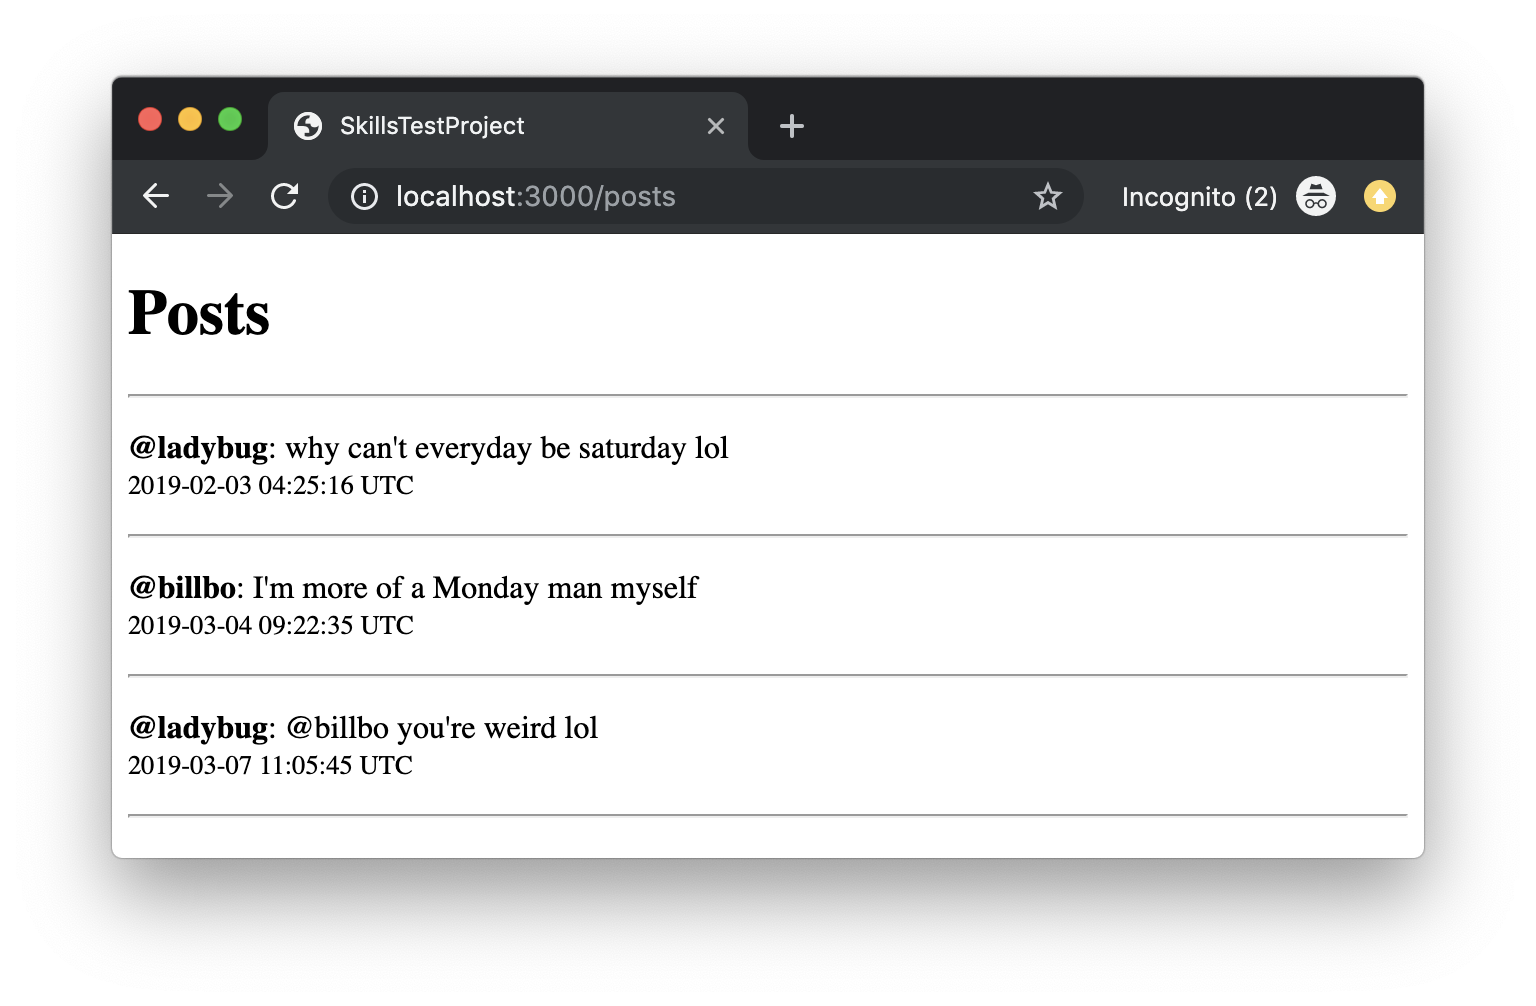 SkillsTestProject
localhost:3000/posts
Incognito (2)
Posts
@ladybug: why can't everyday be saturday lol
2019-02-03 04:25:16 UTC
@billbo: I'm more of a Monday man myself
2019-03-04 09:22:35 UTC
@ladybug: @billbo you're weird lol
2019-03-07 11:05:45 UTC